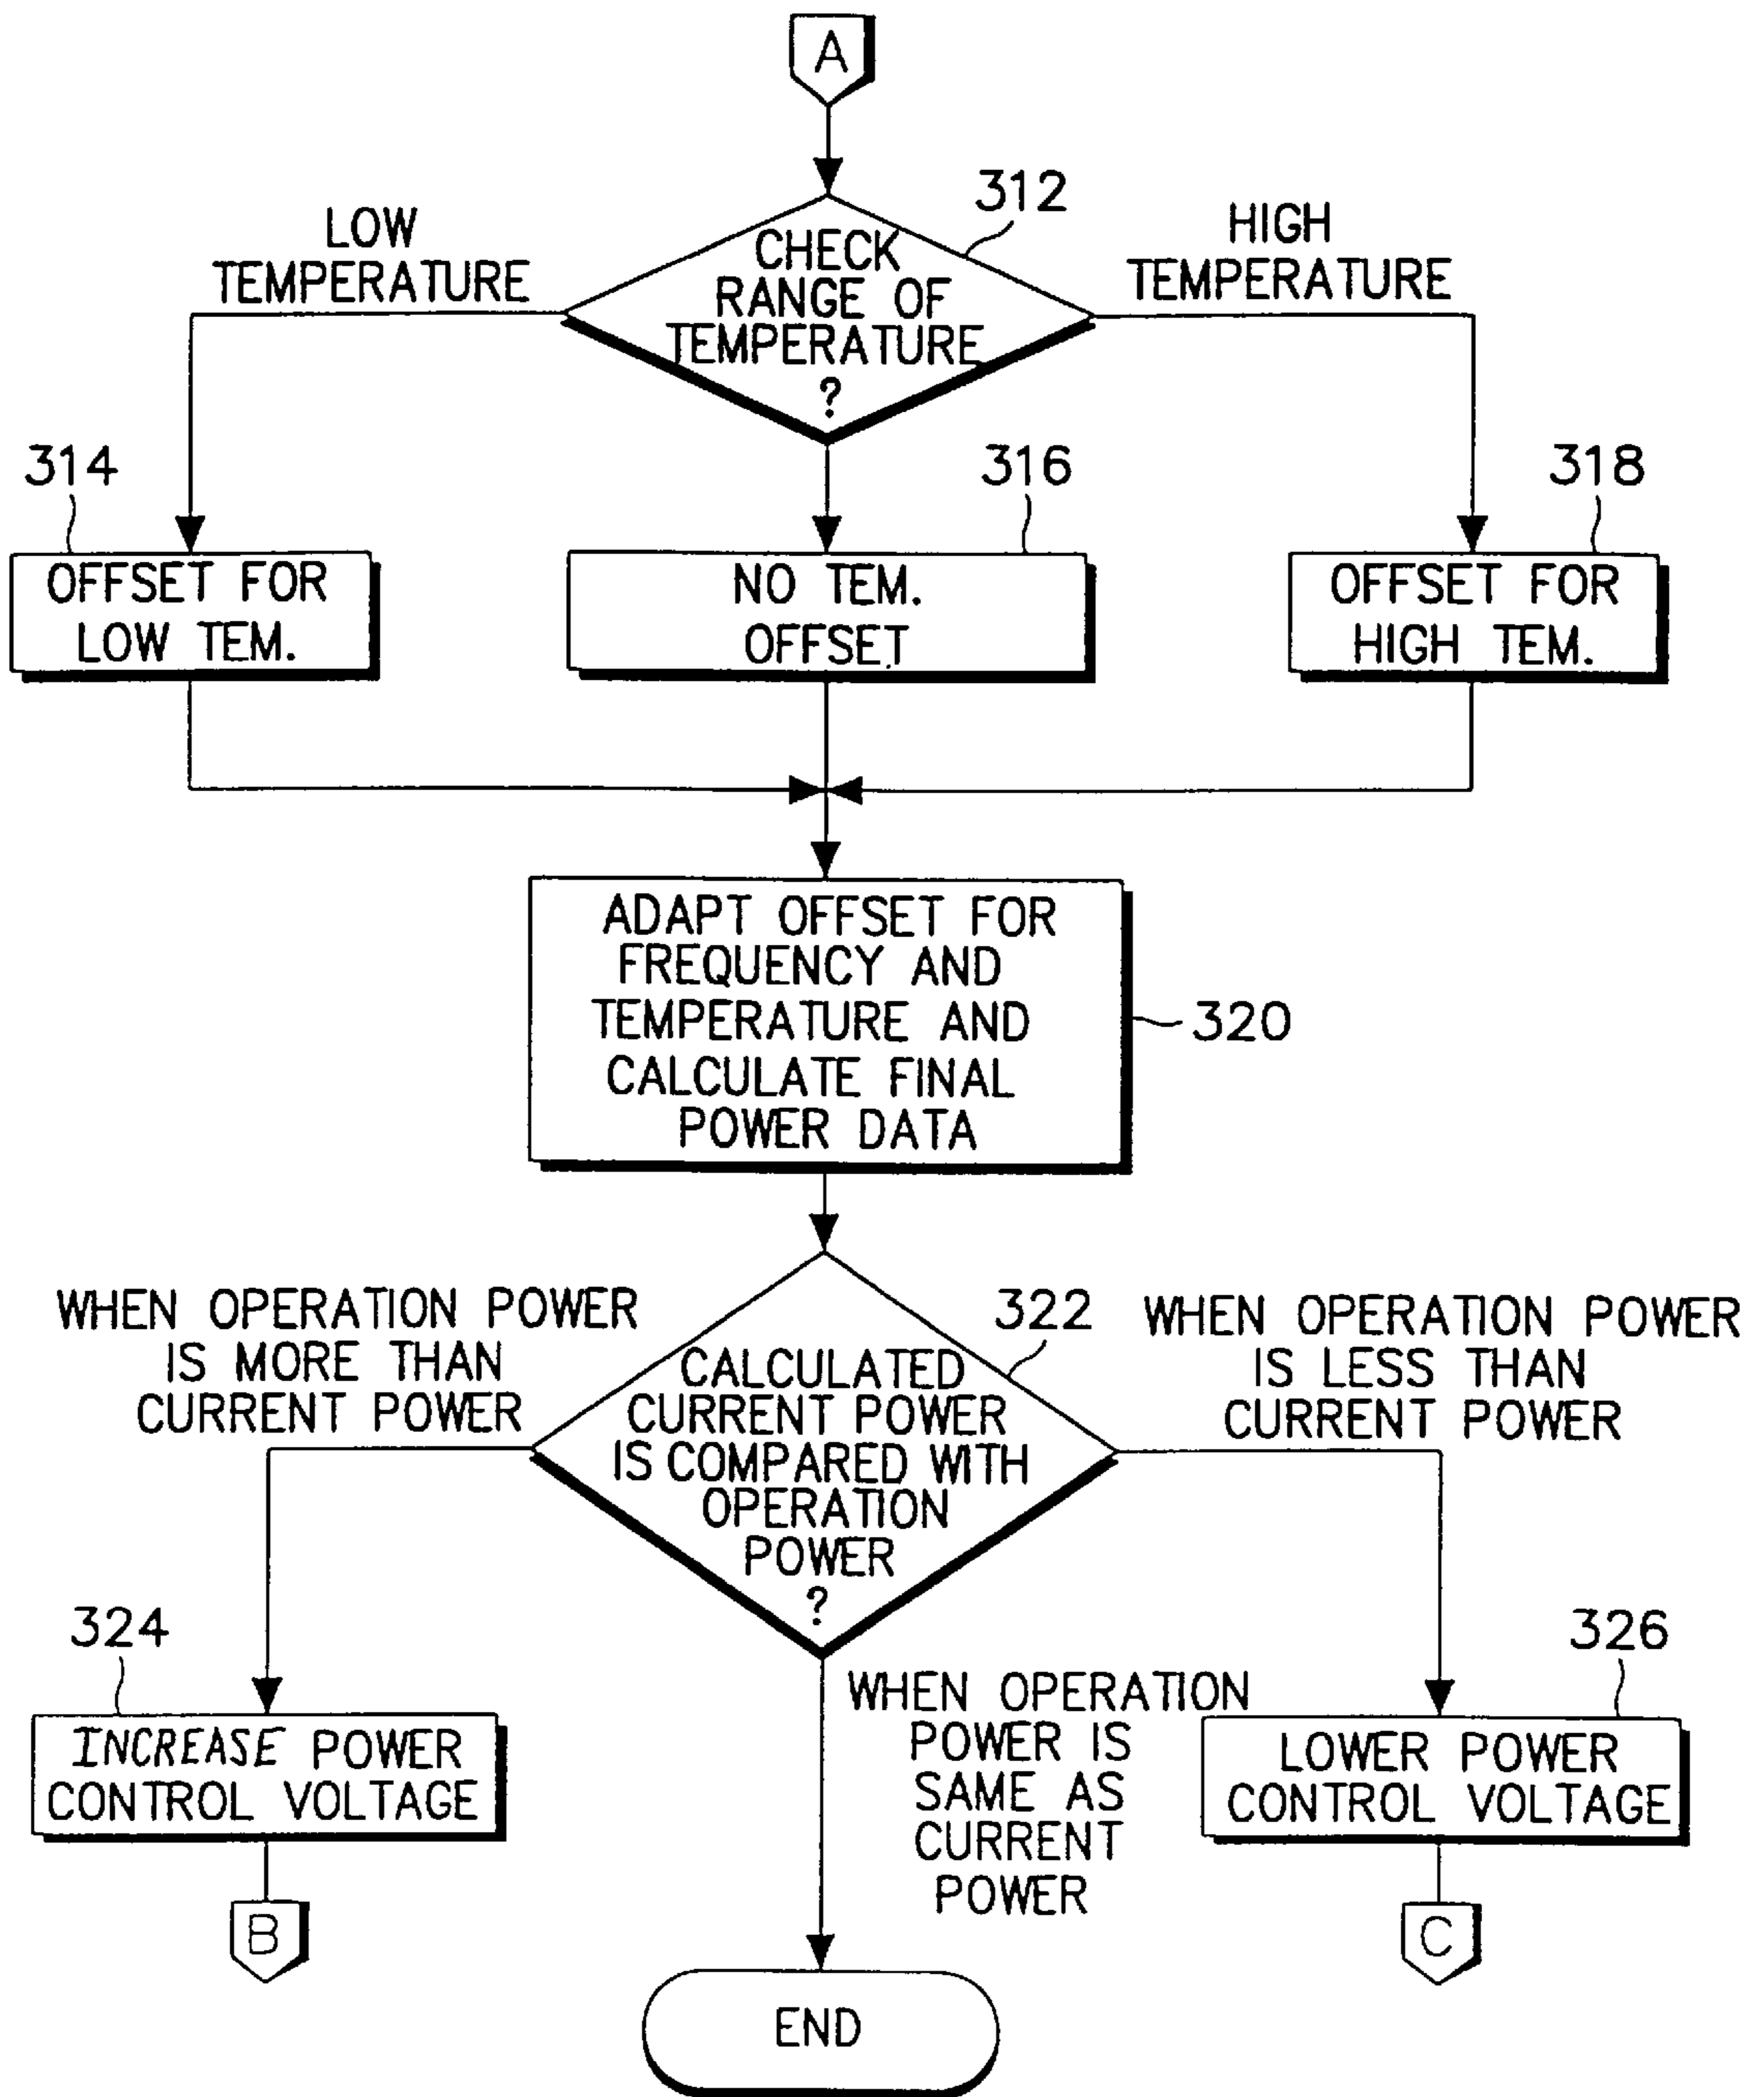 A
312
LOW
TEMPERATURE
HIGH
TEMPERATURE
CHECK
RANGE OF
TEMPERATURE
?
314
316
318
OFFSET FOR
LOW TEM.
NO TEM.
OFFSET
OFFSET FOR
HIGH TEM.
ADAPT OFFSET FOR
FREQUENCY AND
TEMPERATURE AND
CALCULATE FINAL
POWER DATA
320
WHEN OPERATION POWER
IS MORE THAN
CURRENT POWER
322
WHEN OPERATION POWER
IS LESS THAN
CURRENT POWER
CALCULATED
CURRENT POWER
IS COMPARED WITH
OPERATION
POWER
?
324
326
INCREASE POWER
CONTROL VOLTAGE
WHEN OPERATION
POWER IS
SAME AS
CURRENT
POWER
LOWER POWER
CONTROL VOLTAGE
B
C
END